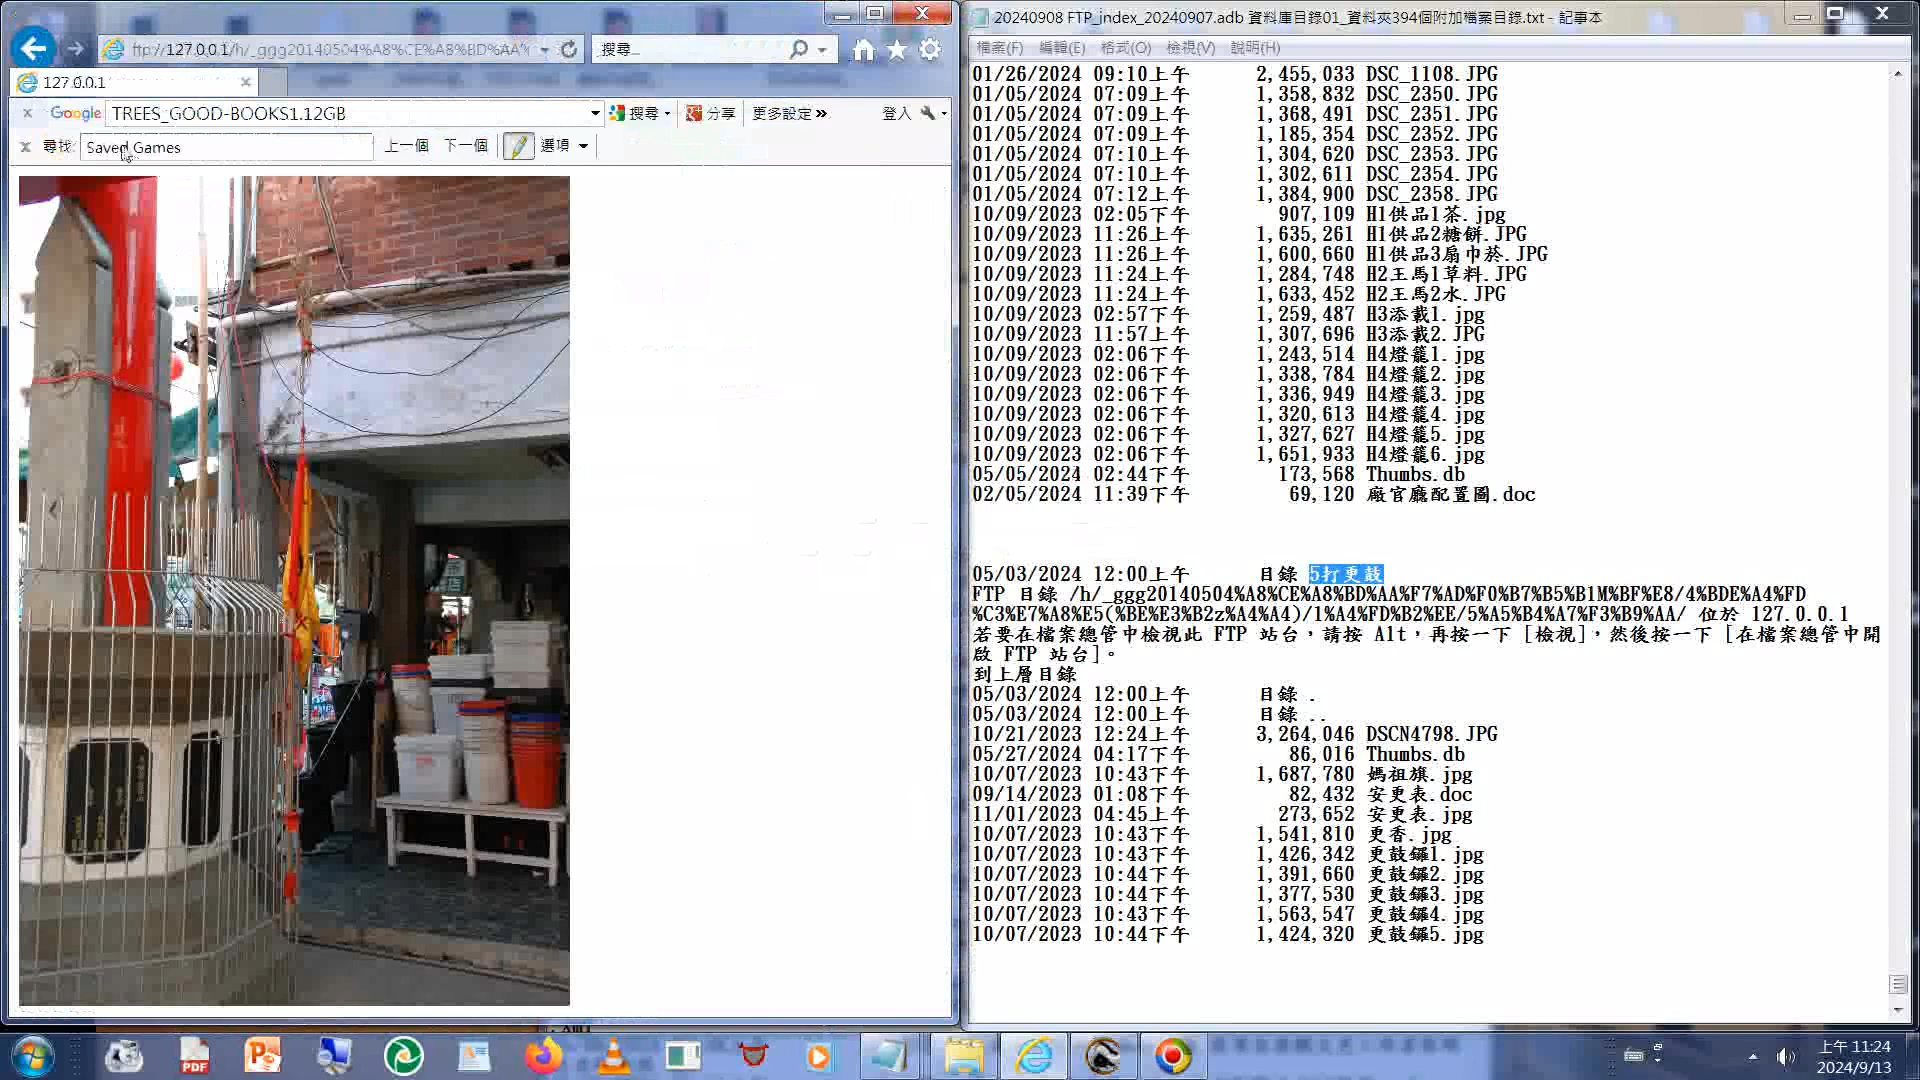 ftp://127.0.0.1/h/_ggg20140504%A8%CE%A8%BD%AA%
搜尋...
127.0.0.1
Google
TREES_GOOD-BOOKS1.12GB
搜尋
分享
更多設定 »
登入
尋找:
Saved Games
上一個
下一個
選項
20240908 FTP_index_20240907.adb 資料庫目錄01_資料夾394個附加檔案目錄.txt - 記事本
檔案(F) 編輯(E) 格式(O) 檢視(V) 說明(H)
01/26/2024 09:10上午 2,455,033 DSC_1108.JPG
01/05/2024 07:09上午 1,358,832 DSC_2350.JPG
01/05/2024 07:09上午 1,368,491 DSC_2351.JPG
01/05/2024 07:09上午 1,185,354 DSC_2352.JPG
01/05/2024 07:10上午 1,304,620 DSC_2353.JPG
01/05/2024 07:10上午 1,302,611 DSC_2354.JPG
01/05/2024 07:12上午 1,384,900 DSC_2358.JPG
10/09/2023 02:05下午 907,109 H1供品1茶.jpg
10/09/2023 11:26上午 1,635,261 H1供品2糖餅.JPG
10/09/2023 11:26上午 1,600,660 H1供品3扇巾菸.JPG
10/09/2023 11:24上午 1,284,748 H2王馬1草料.JPG
10/09/2023 11:24上午 1,633,452 H2王馬2水.JPG
10/09/2023 02:57下午 1,259,487 H3添載1.jpg
10/09/2023 11:57上午 1,307,696 H3添載2.JPG
10/09/2023 02:06下午 1,243,514 H4燈籠1.jpg
10/09/2023 02:06下午 1,338,784 H4燈籠2.jpg
10/09/2023 02:06下午 1,336,949 H4燈籠3.jpg
10/09/2023 02:06下午 1,320,613 H4燈籠4.jpg
10/09/2023 02:06下午 1,327,627 H4燈籠5.jpg
10/09/2023 02:06下午 1,651,933 H4燈籠6.jpg
05/05/2024 02:44下午 173,568 Thumbs.db
02/05/2024 11:39下午 69,120 廠官廳配置圖.doc
05/03/2024 12:00上午 目錄 5打更鼓
FTP 目錄 /h/_ggg20140504%A8%CE%A8%BD%AA%F7%AD%F0%B7%B5%B1M%BF%E8/4%BDE%A4%FD
%C3%E7%A8%E5(%BE%E3%B2z%A4%A4)/1%A4%FD%B2%EE/5%A5%B4%A7%F3%B9%AA/ 位於 127.0.0.1
若要在檔案總管中檢視此 FTP 站台，請按 Alt，再按一下 [檢視]，然後按一下 [在檔案總管中開
啟 FTP 站台]。
到上層目錄
05/03/2024 12:00上午 目錄 .
05/03/2024 12:00上午 目錄 ..
10/21/2023 12:24上午 3,264,046 DSCN4798.JPG
05/27/2024 04:17下午 86,016 Thumbs.db
10/07/2023 10:43下午 1,687,780 媽祖旗.jpg
09/14/2023 01:08下午 82,432 安更表.doc
11/01/2023 04:45上午 273,652 安更表.jpg
10/07/2023 10:43下午 1,541,810 更香.jpg
10/07/2023 10:43下午 1,426,342 更鼓鑼1.jpg
10/07/2023 10:44下午 1,391,660 更鼓鑼2.jpg
10/07/2023 10:44下午 1,377,530 更鼓鑼3.jpg
10/07/2023 10:43下午 1,563,547 更鼓鑼4.jpg
10/07/2023 10:44下午 1,424,320 更鼓鑼5.jpg
PDF
上午 11:24
2024/9/13